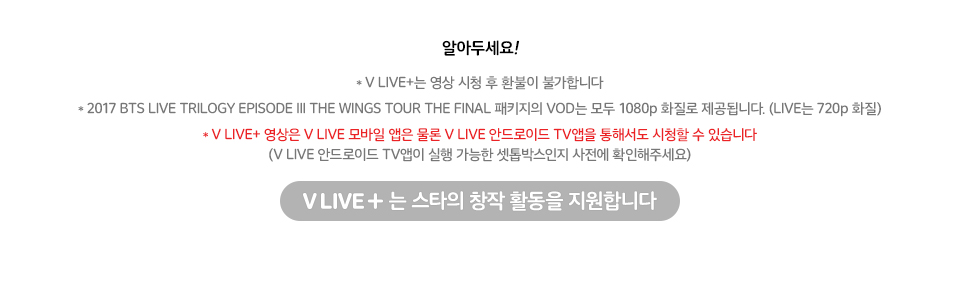 알아두세요!
* V LIVE+는 영상 시청 후 환불이 불가합니다
* 2017 BTS LIVE TRILOGY EPISODE III THE WINGS TOUR THE FINAL 패키지의 VOD는 모두 1080p 화질로 제공됩니다. (LIVE는 720p 화질)
* V LIVE+ 영상은 V LIVE 모바일 앱은 물론 V LIVE 안드로이드 TV앱을 통해서도 시청할 수 있습니다
(V LIVE 안드로이드 TV앱이 실행 가능한 셋톱박스인지 사전에 확인해주세요)
V LIVE + 는 스타의 창작 활동을 지원합니다